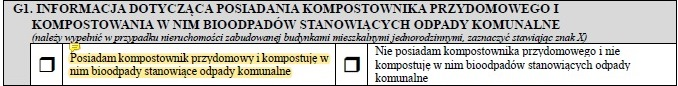 G1. INFORMACJA DOTYCZĄCA POSIADANIA KOMPOSTOWNIKA PRZYDOMOWEGO I
KOMPOSTOWANIA W NIM BIOODPADÓW STANOWIĄCYCH ODPADY KOMUNALNE
(należy wypełnić w przypadku nieruchomości zabudowanej budynkami mieszkalnymi jednorodzinnymi, zaznaczyć stawiając znak X)
Posiadam kompostownik przydomowy i kompostuję w
nim bioodpady stanowiące odpady komunalne
Nie posiadam kompostownika przydomowego i nie
kompostuję w nim bioodpadów stanowiących odpady
komunalne